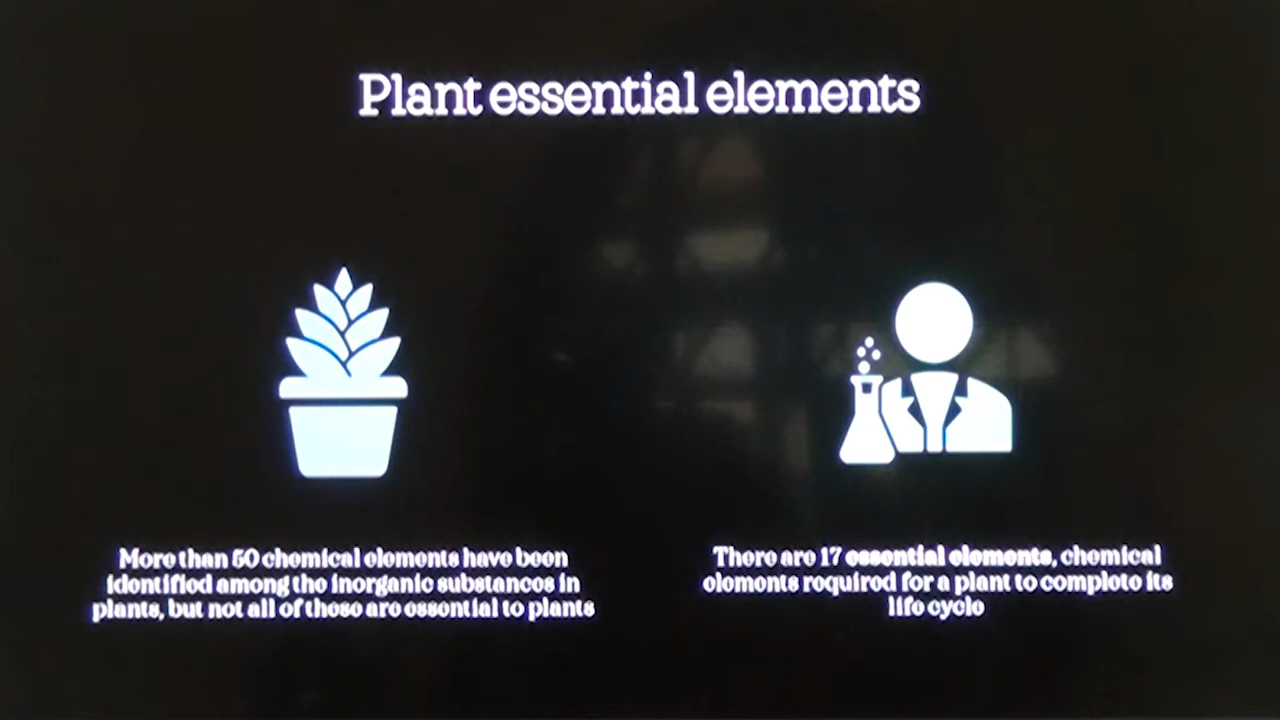 Plant essential elements
More than 50 chemical elements have been
identified among the inorganic substances in
plants, but not all of these are essential to plants
There are 17 essential elements, chemical
elements required for a plant to complete its
life cycle